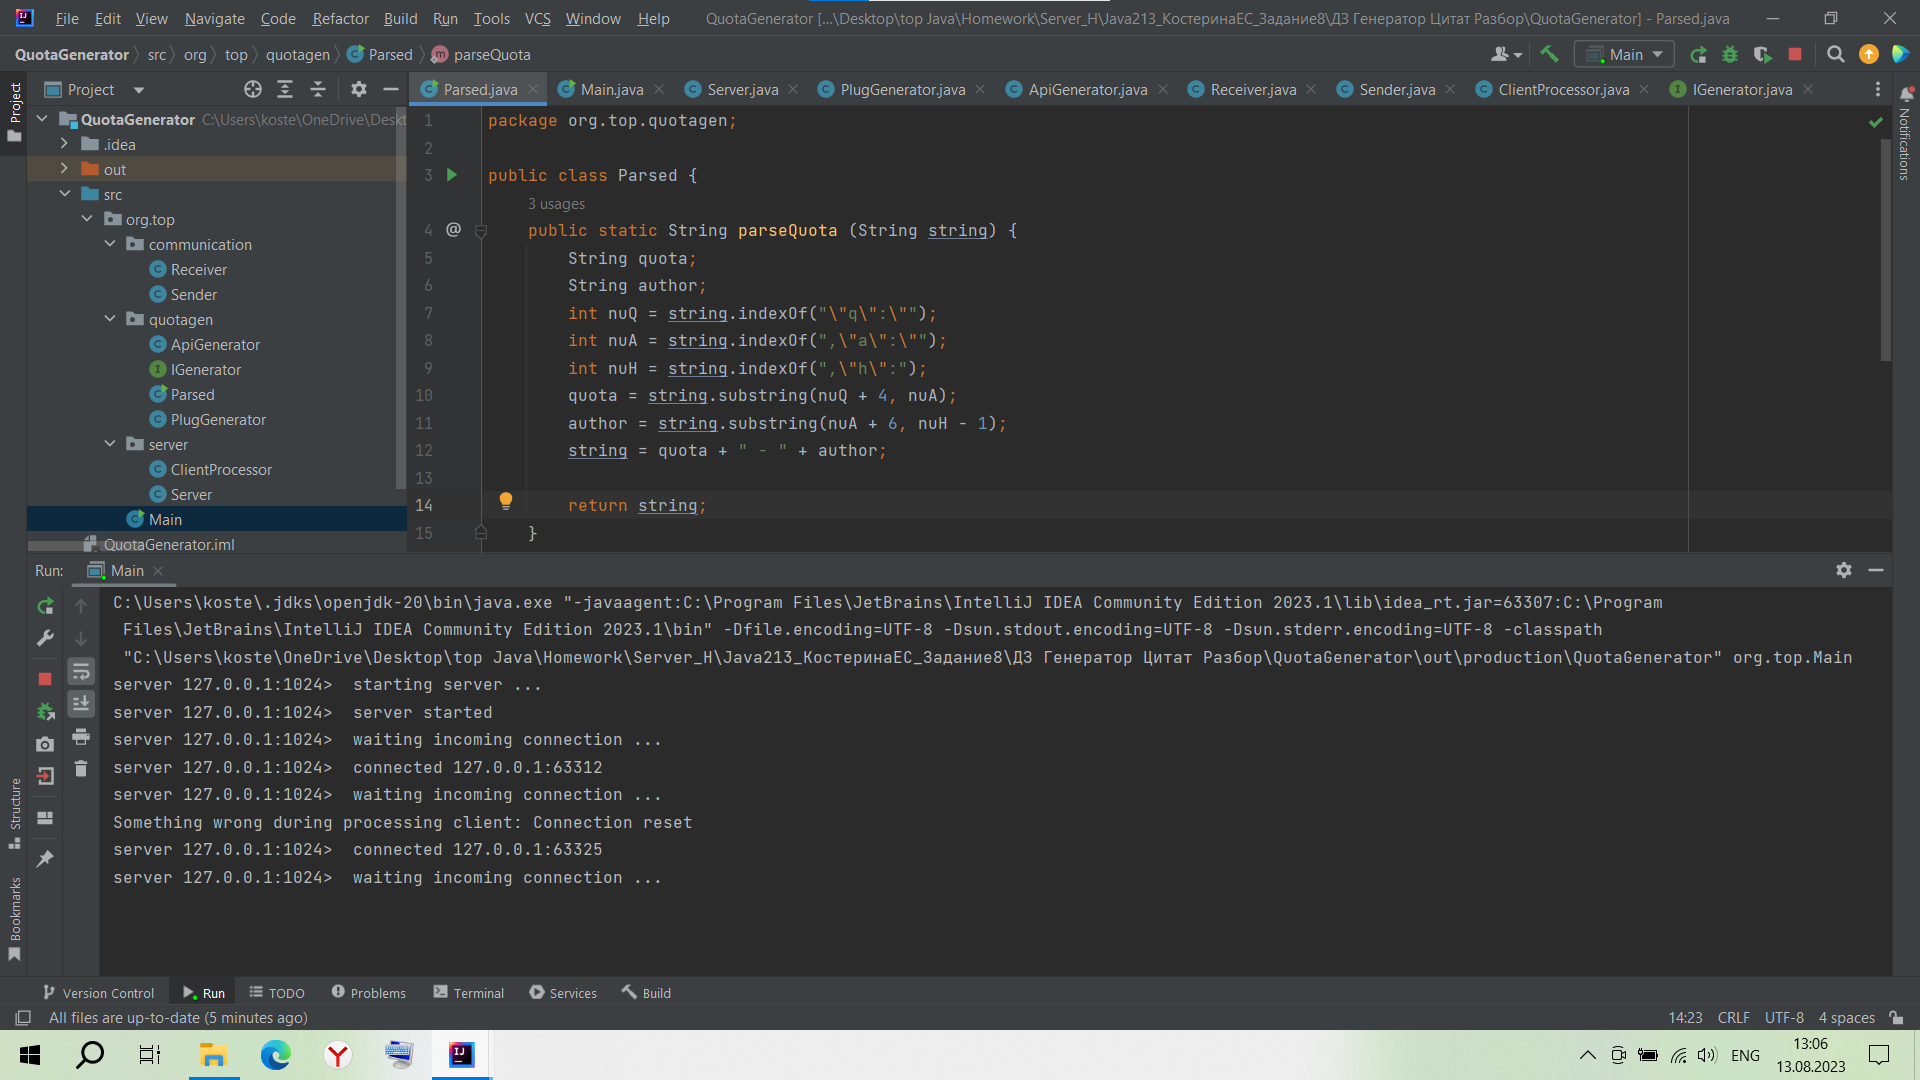 File Edit View Navigate Code Refactor Build Run Tools VCS Window Help QuotaGenerator [...\Desktop\top Java\Homework\Server_H\Java213_КостеринаЕС_Задание8\ДЗ Генератор Цитат Разбор\QuotaGenerator] - Parsed.java
QuotaGenerator src org top quotagen Parsed parseQuota Main
Project Parsed.java Main.java Server.java PlugGenerator.java ApiGenerator.java Receiver.java Sender.java ClientProcessor.java IGenerator.java
Project
Notifications
QuotaGenerator C:\Users\koste\OneDrive\Deskt
.idea
out
src
org.top
communication
Receiver
Sender
quotagen
ApiGenerator
IGenerator
Parsed
PlugGenerator
server
ClientProcessor
Server
Main
QuotaGenerator.iml
1 package org.top.quotagen;
2
3 public class Parsed {
3 usages
4 @ public static String parseQuota (String string) {
5 String quota;
6 String author;
7 int nuQ = string.indexOf("\"q\":\"");
8 int nuA = string.indexOf(",\"a\":\"");
9 int nuH = string.indexOf(",\"h\":");
10 quota = string.substring(nuQ + 4, nuA);
11 author = string.substring(nuA + 6, nuH - 1);
12 string = quota + " - " + author;
13
14 return string;
15 }
Run: Main
C:\Users\koste\.jdks\openjdk-20\bin\java.exe "-javaagent:C:\Program Files\JetBrains\IntelliJ IDEA Community Edition 2023.1\lib\idea_rt.jar=63307:C:\Program
Files\JetBrains\IntelliJ IDEA Community Edition 2023.1\bin" -Dfile.encoding=UTF-8 -Dsun.stdout.encoding=UTF-8 -Dsun.stderr.encoding=UTF-8 -classpath
"C:\Users\koste\OneDrive\Desktop\top Java\Homework\Server_H\Java213_КостеринаЕС_Задание8\ДЗ Генератор Цитат Разбор\QuotaGenerator\out\production\QuotaGenerator" org.top.Main
server 127.0.0.1:1024> starting server ...
server 127.0.0.1:1024> server started
server 127.0.0.1:1024> waiting incoming connection ...
server 127.0.0.1:1024> connected 127.0.0.1:63312
server 127.0.0.1:1024> waiting incoming connection ...
Something wrong during processing client: Connection reset
server 127.0.0.1:1024> connected 127.0.0.1:63325
server 127.0.0.1:1024> waiting incoming connection ...
Structure
Bookmarks
Version Control Run TODO Problems Terminal Services Build
All files are up-to-date (5 minutes ago) 14:23 CRLF UTF-8 4 spaces
ENG 13:06
13.08.2023